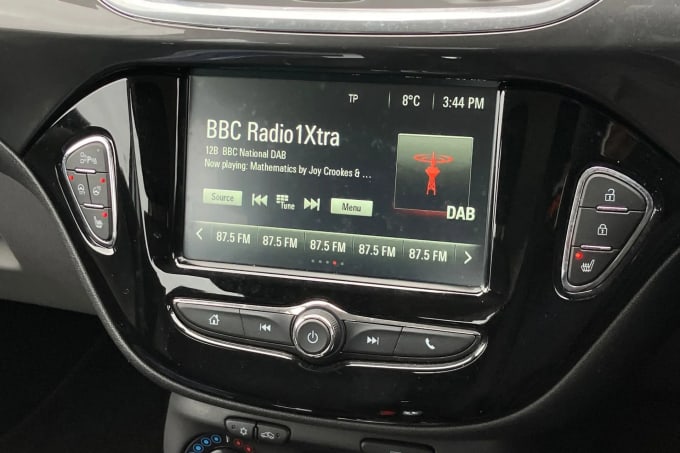 TP 8°C 3:44 PM
BBC Radio1Xtra
12B BBC National DAB
Now playing: Mathematics by Joy Crookes & ...
Source Tune Menu
DAB
87.5 FM 87.5 FM 87.5 FM 87.5 FM 87.5 FM